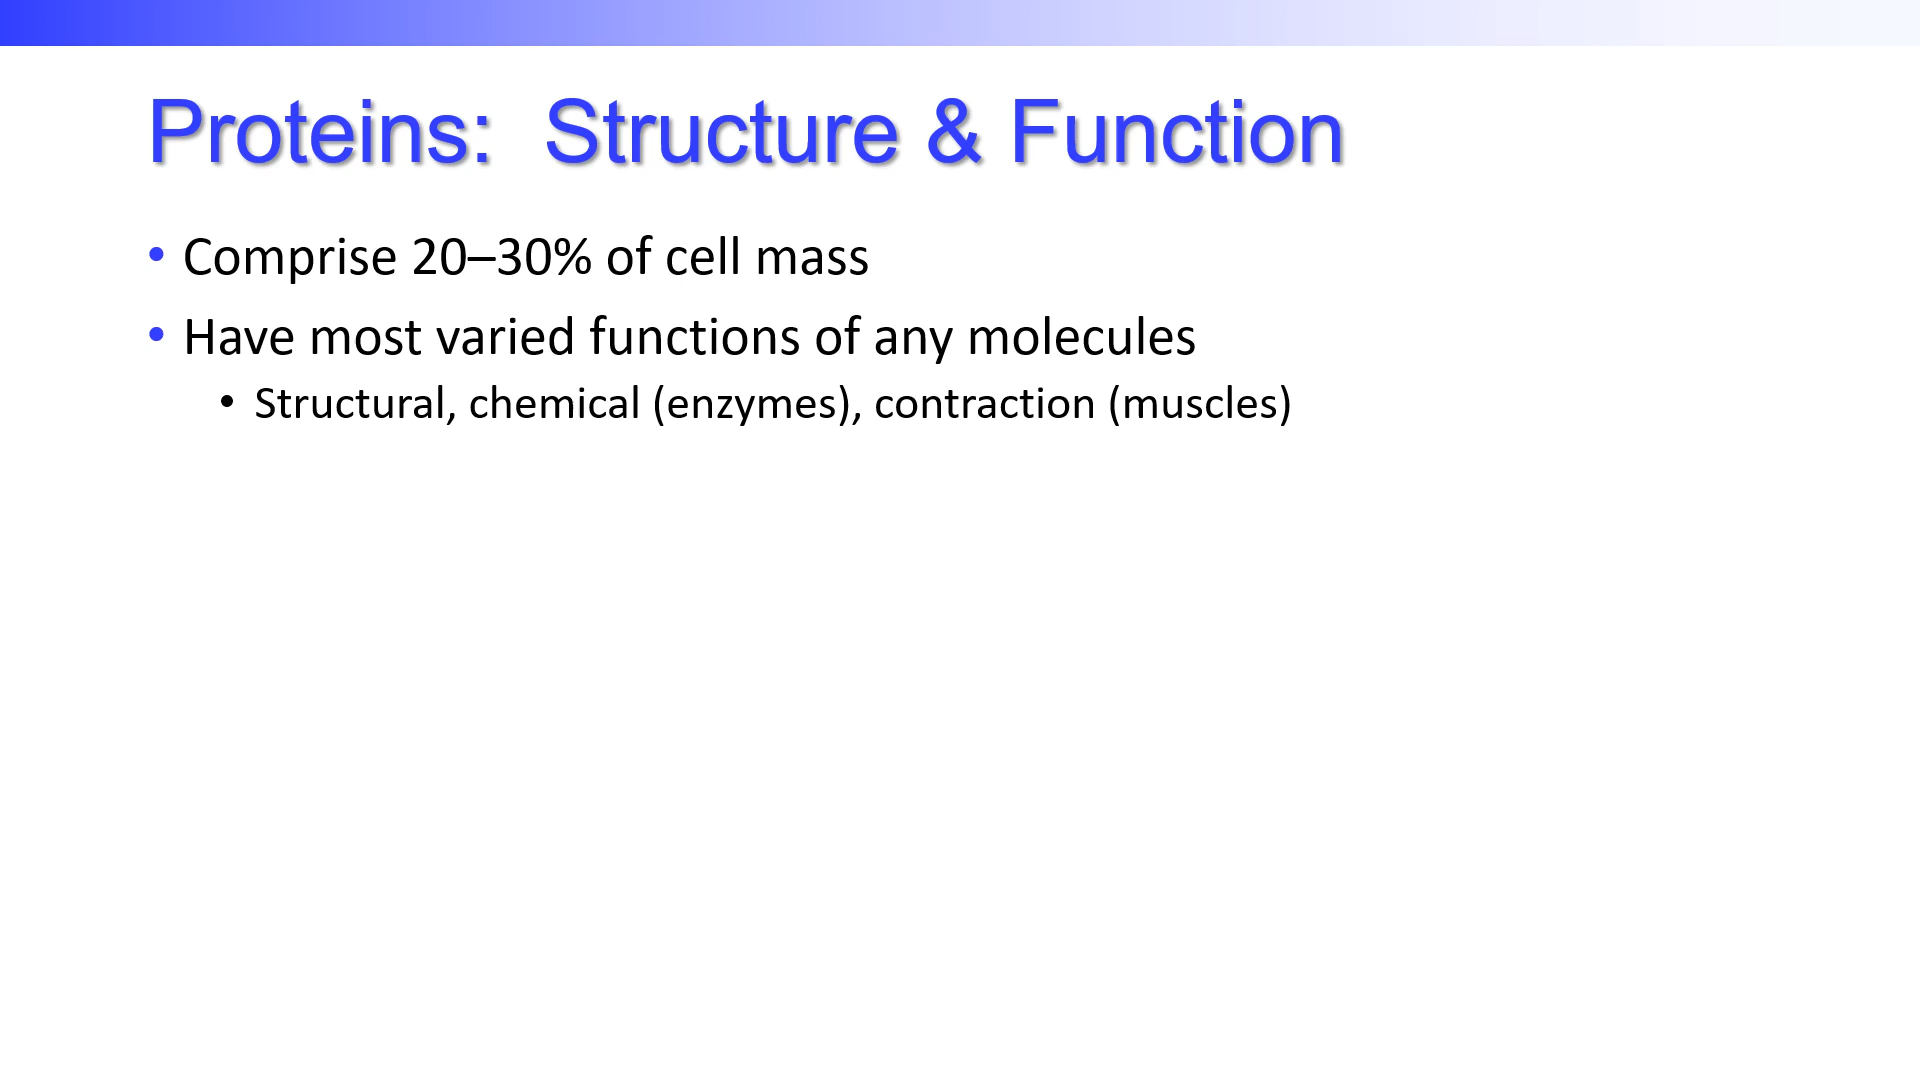 Proteins: Structure & Function
• Comprise 20–30% of cell mass
• Have most varied functions of any molecules
• Structural, chemical (enzymes), contraction (muscles)